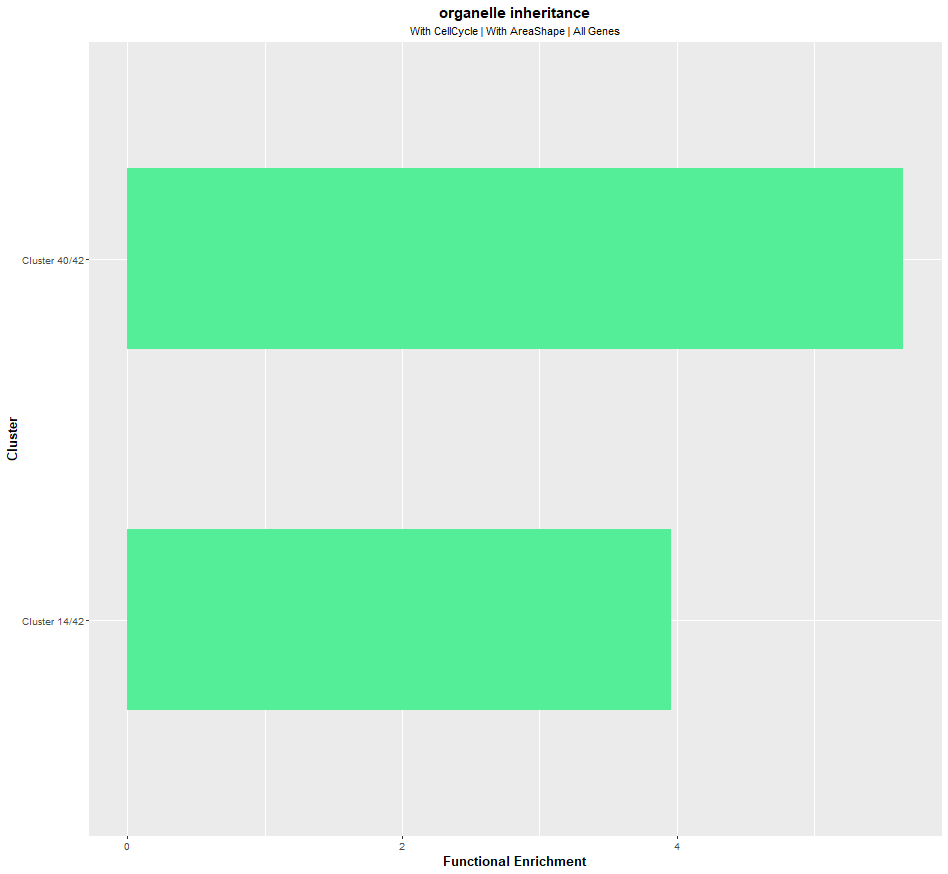 organelle inheritance
With CellCycle | With AreaShape | All Genes
Cluster
Cluster 40/42
Cluster 14/42
0 2 4
Functional Enrichment